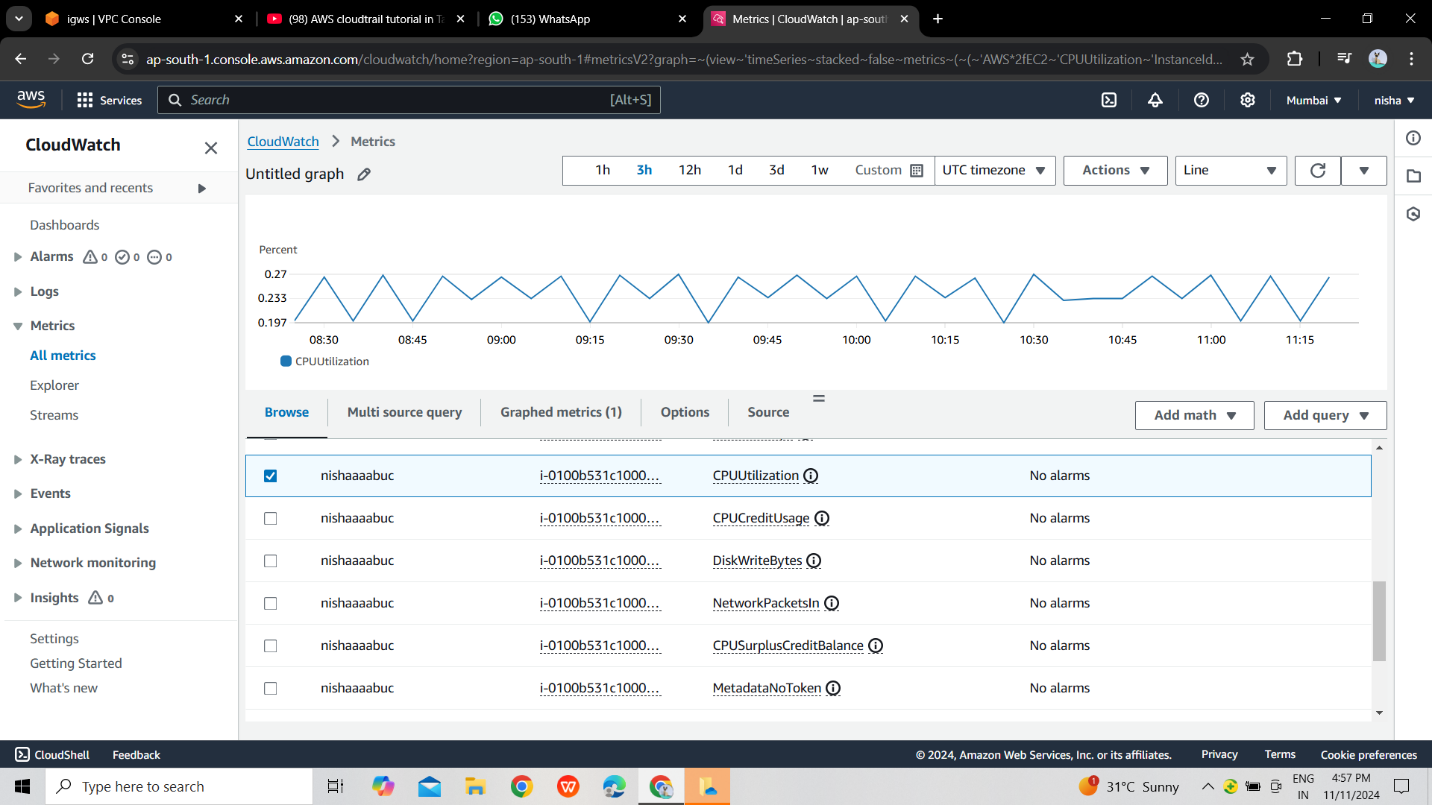 igws | VPC Console
(98) AWS cloudtrail tutorial in Ta
(153) WhatsApp
Metrics | CloudWatch | ap-sout
ap-south-1.console.aws.amazon.com/cloudwatch/home?region=ap-south-1#metricsV2?graph=~(view~'timeSeries~stacked~false~metrics~(~(~'AWS*2fEC2~'CPUUtilization~'InstanceId...
aws
Services
Search
[Alt+S]
Mumbai
nisha
CloudWatch
Favorites and recents
Dashboards
Alarms 0 0 0
Logs
Metrics
All metrics
Explorer
Streams
X-Ray traces
Events
Application Signals
Network monitoring
Insights 0
Settings
Getting Started
What's new
CloudWatch > Metrics
Untitled graph
1h 3h 12h 1d 3d 1w Custom UTC timezone Actions Line
Percent
0.27
0.233
0.197
08:30 08:45 09:00 09:15 09:30 09:45 10:00 10:15 10:30 10:45 11:00 11:15
CPUUtilization
Browse Multi source query Graphed metrics (1) Options Source
Add math Add query
nishaaaabuc i-0100b531c1000... CPUUtilization No alarms
nishaaaabuc i-0100b531c1000... CPUCreditUsage No alarms
nishaaaabuc i-0100b531c1000... DiskWriteBytes No alarms
nishaaaabuc i-0100b531c1000... NetworkPacketsIn No alarms
nishaaaabuc i-0100b531c1000... CPUSurplusCreditBalance No alarms
nishaaaabuc i-0100b531c1000... MetadataNoToken No alarms
CloudShell Feedback © 2024, Amazon Web Services, Inc. or its affiliates. Privacy Terms Cookie preferences
Type here to search
1
31°C Sunny
ENG
IN
4:57 PM
11/11/2024